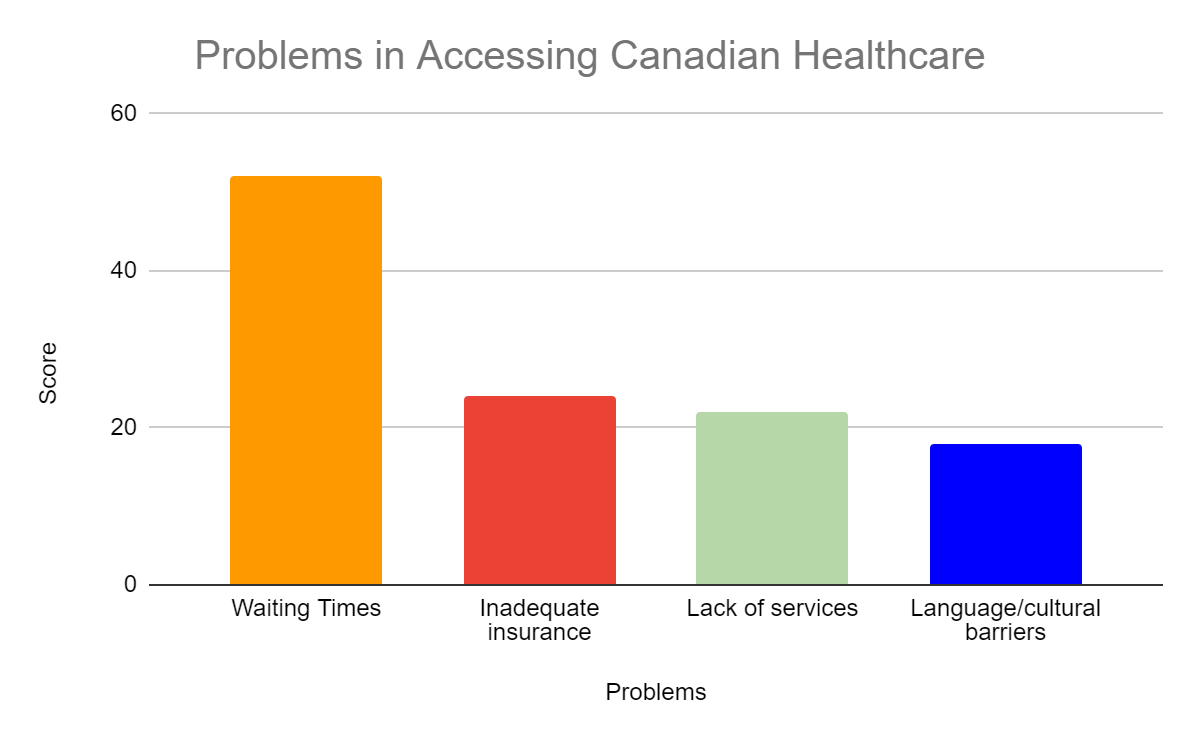 Problems in Accessing Canadian Healthcare
60
40
20
0
Score
Waiting Times
Inadequate
insurance
Lack of services
Language/cultural
barriers
Problems